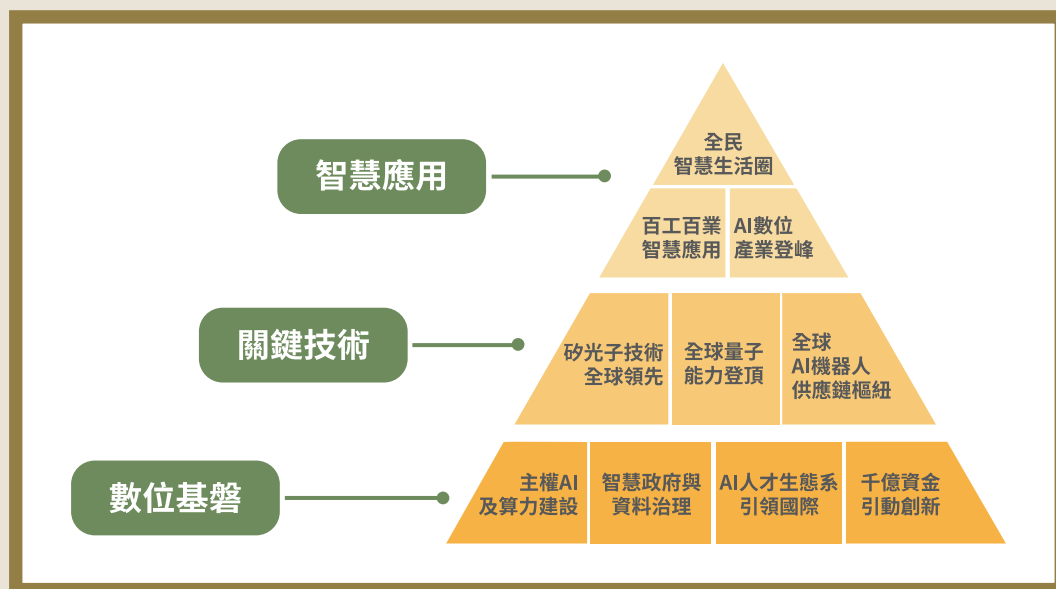 智慧應用
全民
智慧生活圈
百工百業
智慧應用
AI數位
產業登峰
關鍵技術
矽光子技術
全球領先
全球量子
能力登頂
全球
AI機器人
供應鏈樞紐
數位基磐
主權AI
及算力建設
智慧政府與
資料治理
AI人才生態系
引領國際
千億資金
引動創新